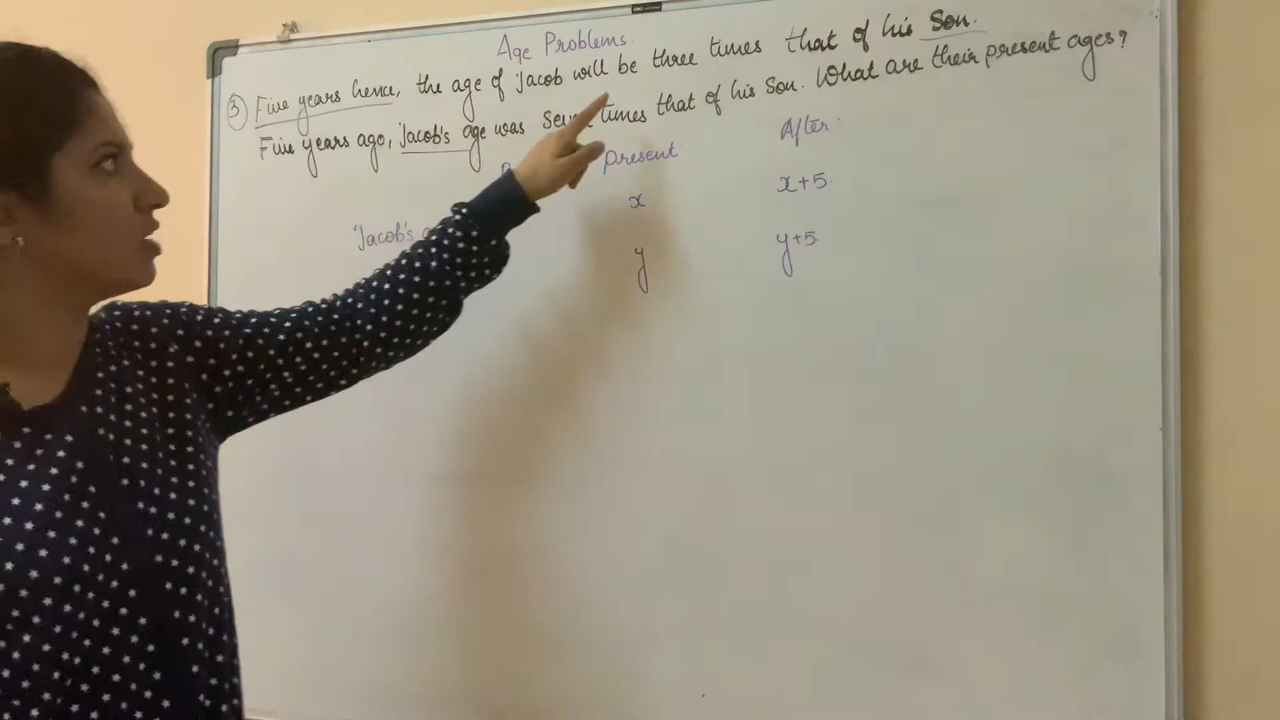 Age Problems.
③ Five years hence, the age of Jacob will be three times that of his Son.
Five years ago, Jacob's age was times that of his Son. What are their present ages?
Present After
x x+5
Jacob's
y y+5